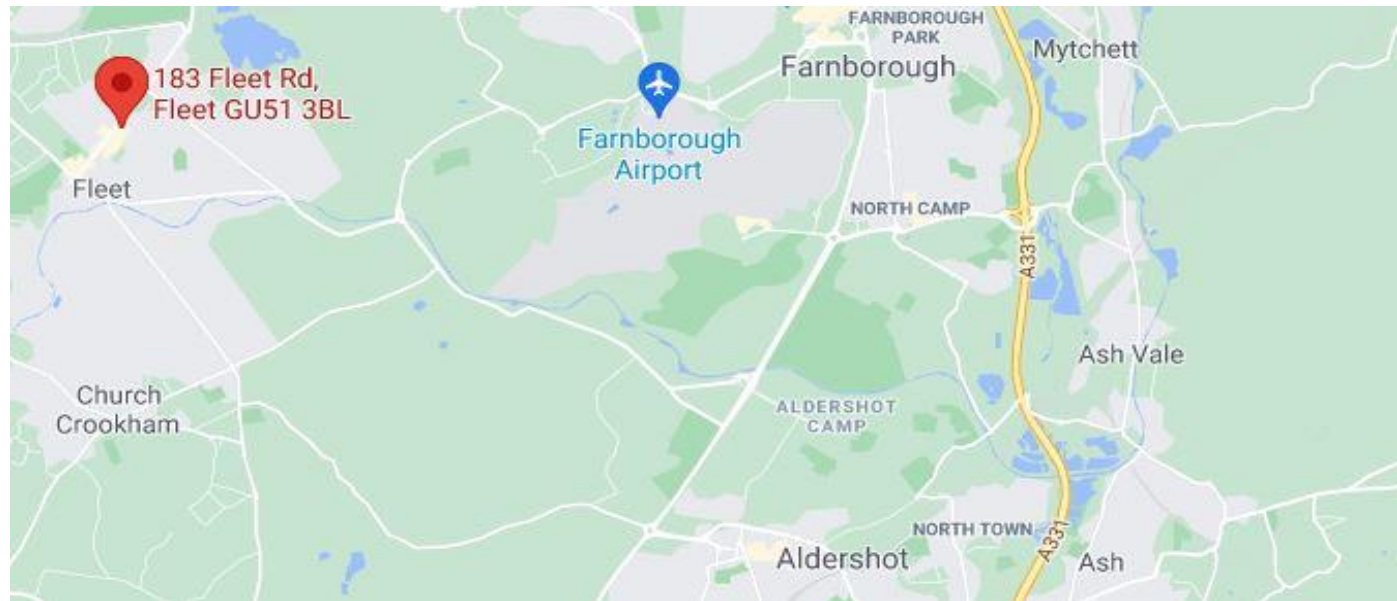 FARNBOROUGH
PARK
Mytchett
Farnborough
183 Fleet Rd,
Fleet GU51 3BL
Farnborough
Airport
Fleet
NORTH CAMP
A331
Ash Vale
Church
Crookham
ALDERSHOT
CAMP
NORTH TOWN
A331
Aldershot
Ash